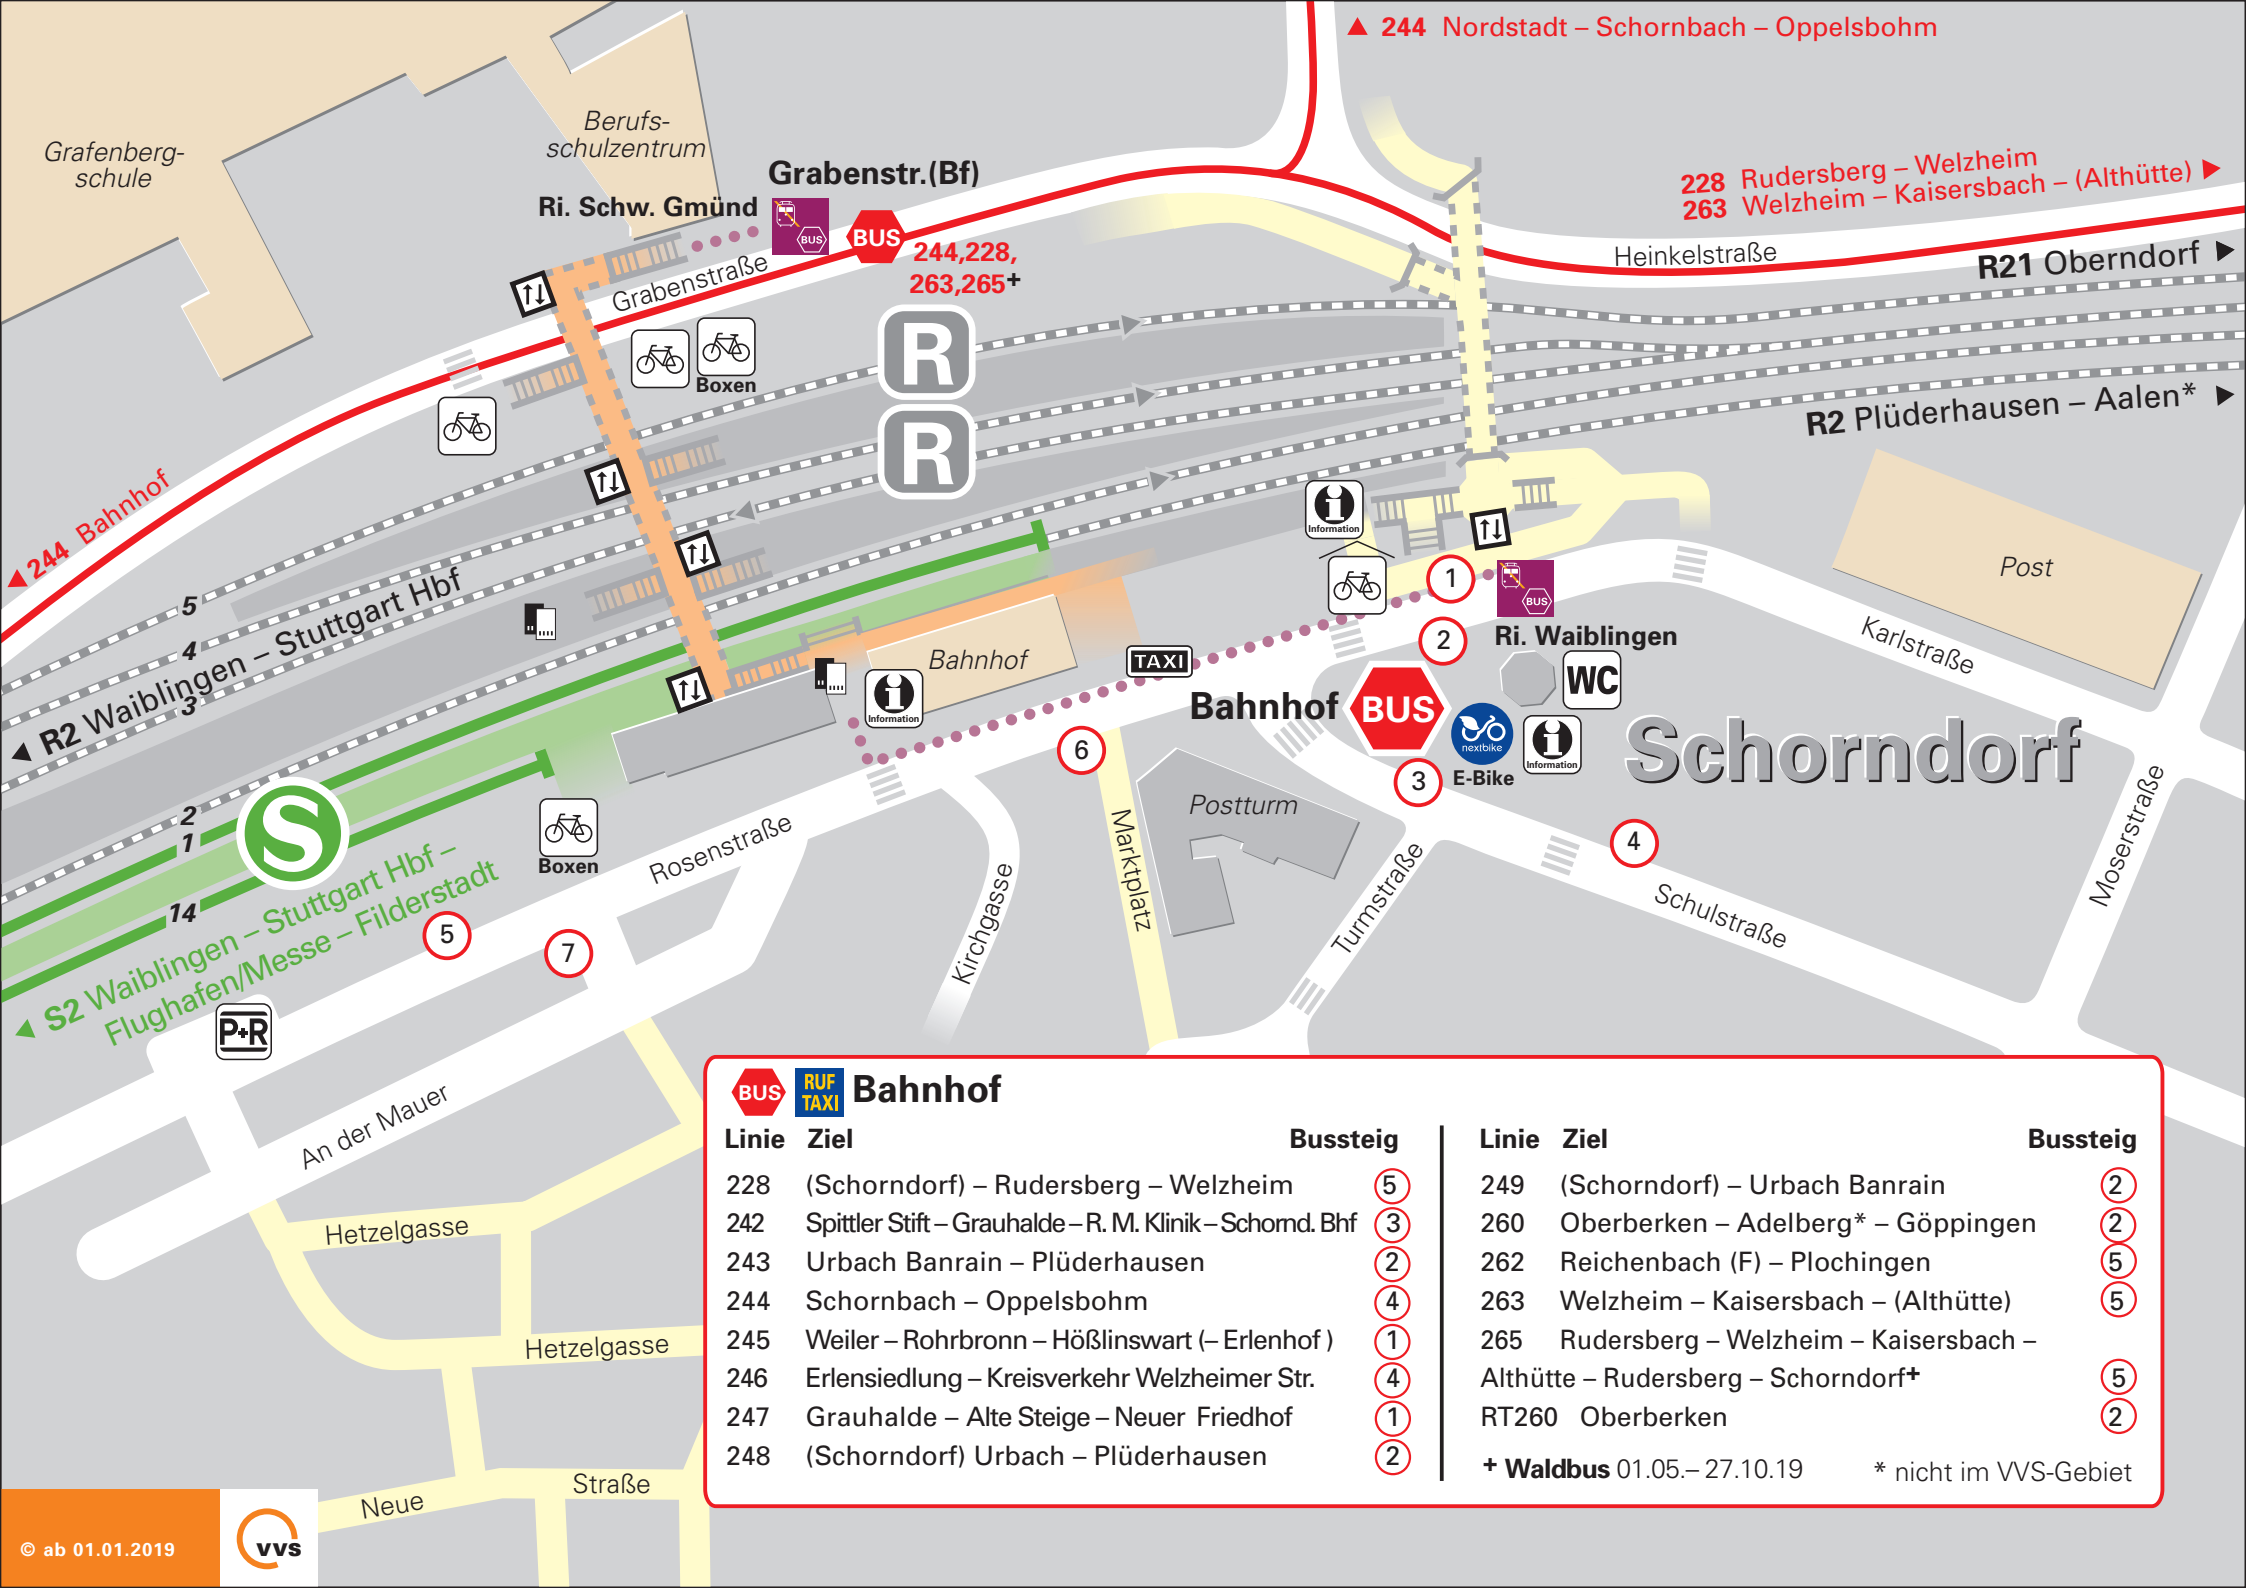 ▲ 244 Nordstadt – Schornbach – Oppelsbohm
Grafenberg-
schule
Berufs-
schulzentrum
Grabenstr.(Bf)
Ri. Schw. Gmünd
BUS
BUS
244,228,
263,265+
Grabenstraße
228 Rudersberg – Welzheim
263 Welzheim – Kaisersbach – (Althütte) ▶
Heinkelstraße
R21 Oberndorf ▶
R2 Plüderhausen – Aalen* ▶
Boxen
R
R
◀ 244 Bahnhof
5
4
◀ R2 Waiblingen – Stuttgart Hbf
3
2
1
14
S
◀ S2 Waiblingen – Stuttgart Hbf –
Flughafen/Messe – Filderstadt
Information
Post
1
BUS
2
Ri. Waiblingen
Karlstraße
Bahnhof
TAXI
Information
WC
Bahnhof
BUS
nextbike
E-Bike
Information
Schorndorf
6
3
4
Postturm
Marktplatz
Boxen
Rosenstraße
Kirchgasse
Turmstraße
Schulstraße
Moserstraße
5
7
P+R
An der Mauer
Hetzelgasse
Hetzelgasse
Neue
Straße
BUS RUF TAXI Bahnhof
Linie Ziel Bussteig
228 (Schorndorf) – Rudersberg – Welzheim 5
242 Spittler Stift – Grauhalde – R. M. Klinik – Schornd. Bhf 3
243 Urbach Banrain – Plüderhausen 2
244 Schornbach – Oppelsbohm 4
245 Weiler – Rohrbronn – Hößlinswart (– Erlenhof ) 1
246 Erlensiedlung – Kreisverkehr Welzheimer Str. 4
247 Grauhalde – Alte Steige – Neuer Friedhof 1
248 (Schorndorf) Urbach – Plüderhausen 2
Linie Ziel Bussteig
249 (Schorndorf) – Urbach Banrain 2
260 Oberberken – Adelberg* – Göppingen 2
262 Reichenbach (F) – Plochingen 5
263 Welzheim – Kaisersbach – (Althütte) 5
265 Rudersberg – Welzheim – Kaisersbach –
Althütte – Rudersberg – Schorndorf+ 5
RT260 Oberberken 2
+ Waldbus 01.05.– 27.10.19 * nicht im VVS-Gebiet
© ab 01.01.2019
vvs